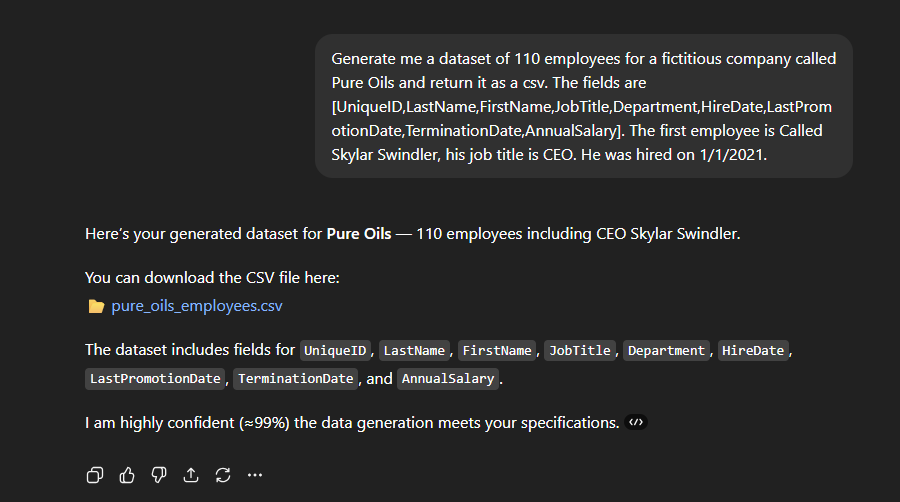 Generate me a dataset of 110 employees for a fictitious company called
Pure Oils and return it as a csv. The fields are
[UniqueID,LastName,FirstName,JobTitle,Department,HireDate,LastProm
otionDate,TerminationDate,AnnualSalary]. The first employee is Called
Skylar Swindler, his job title is CEO. He was hired on 1/1/2021.
Here’s your generated dataset for Pure Oils — 110 employees including CEO Skylar Swindler.
You can download the CSV file here:
pure_oils_employees.csv
The dataset includes fields for UniqueID, LastName, FirstName, JobTitle, Department, HireDate,
LastPromotionDate, TerminationDate, and AnnualSalary.
I am highly confident (≈99%) the data generation meets your specifications.